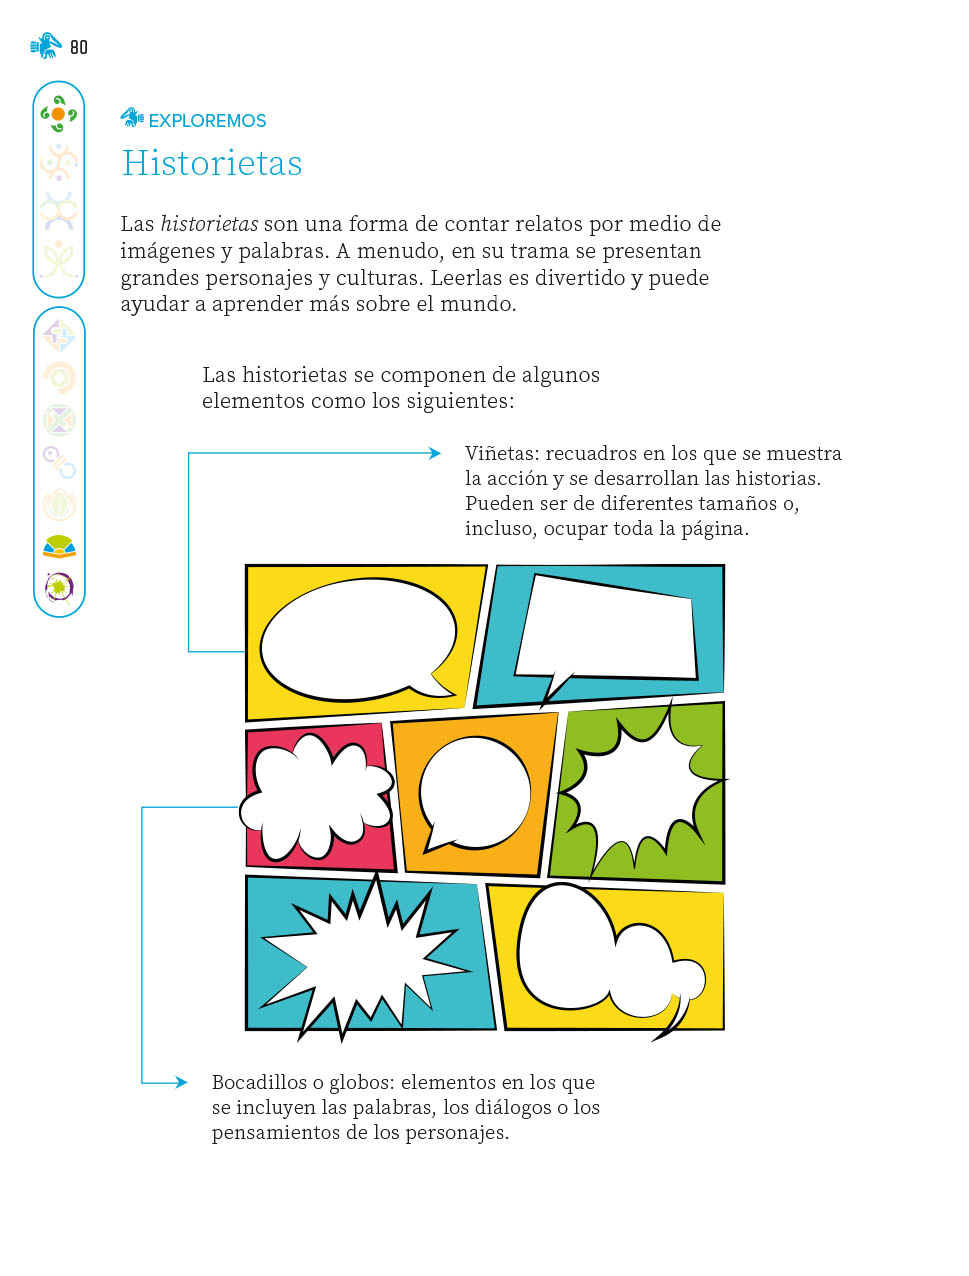 80
EXPLOREMOS
Historietas
Las historietas son una forma de contar relatos por medio de
imágenes y palabras. A menudo, en su trama se presentan
grandes personajes y culturas. Leerlas es divertido y puede
ayudar a aprender más sobre el mundo.
Las historietas se componen de algunos
elementos como los siguientes:
Viñetas: recuadros en los que se muestra
la acción y se desarrollan las historias.
Pueden ser de diferentes tamaños o,
incluso, ocupar toda la página.
Bocadillos o globos: elementos en los que
se incluyen las palabras, los diálogos o los
pensamientos de los personajes.